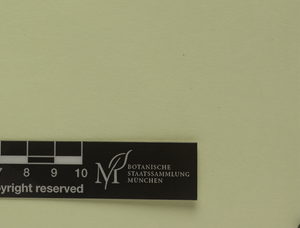 7 8 9 10
yright reserved
BOTANISCHE
STAATSSAMMLUNG
MÜNCHEN